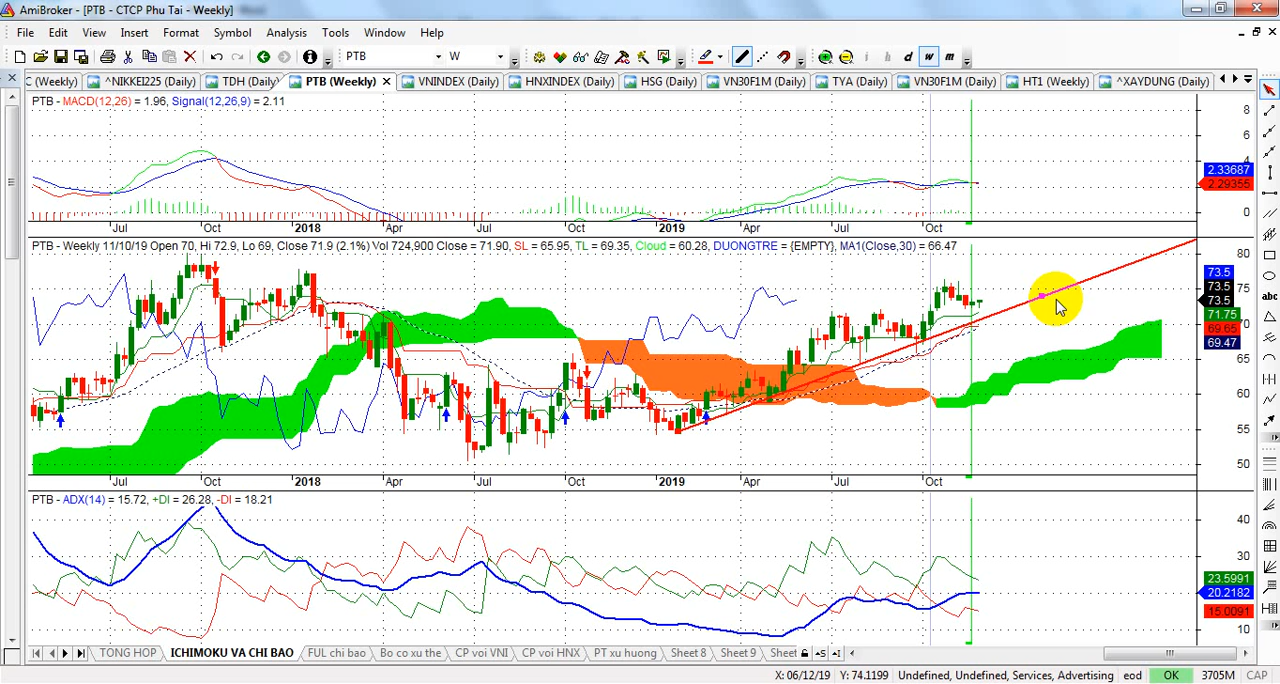 AmiBroker - [PTB - CTCP Phu Tai - Weekly]
File Edit View Insert Format Symbol Analysis Tools Window Help
PTB W i h d w m
C (Weekly) ^NIKKEI225 (Daily) TDH (Daily) PTB (Weekly) VNINDEX (Daily) HNXINDEX (Daily) HSG (Daily) VN30F1M (Daily) TYA (Daily) VN30F1M (Daily) HT1 (Weekly) ^XAYDUNG (Daily)
PTB - MACD(12,26) = 1.96, Signal(12,26,9) = 2.11
8
6
4
2.33687
2.29355
0
Jul Oct 2018 Apr Jul Oct 2019 Apr Jul Oct
PTB - Weekly 11/10/19 Open 70, Hi 72.9, Lo 69, Close 71.9 (2.1%) Vol 724,900 Close = 71.90, SL = 65.95, TL = 69.35, Cloud = 60.28, DUONGTRE = {EMPTY}, MA1(Close,30) = 66.47
80
73.5
75
73.5
73.5
71.75
70
69.65
69.47
65
60
55
50
abc
Jul Oct 2018 Apr Jul Oct 2019 Apr Jul Oct
PTB - ADX(14) = 15.72, +DI = 26.28, -DI = 18.21
40
30
23.5991
20.2182
15.0091
10
TONG HOP ICHIMOKU VA CHI BAO FUL chi bao Bo co xu the CP voi VNI CP voi HNX PT xu huong Sheet 8 Sheet 9 Sheet
X: 06/12/19 Y: 74.1199 Undefined, Undefined, Services, Advertising eod OK 3705M CAP